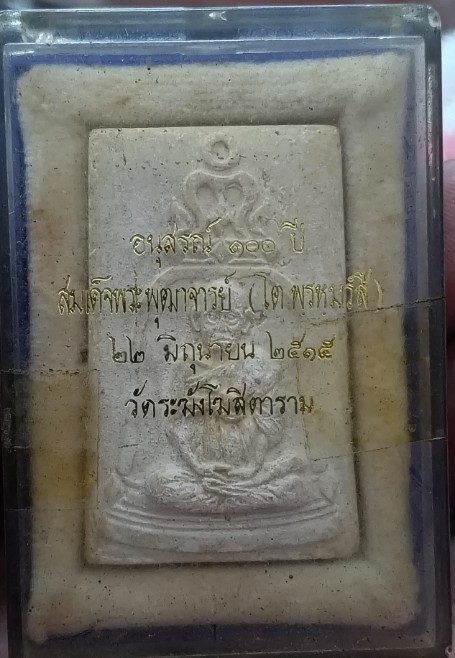 อนุสรณ์ ๑๐๐ ปี
สมเด็จพระพุฒาจารย์ (โต พรหมรํสี)
๒๒ มิถุนายน ๒๕๑๕
วัดระฆังโฆสิตาราม